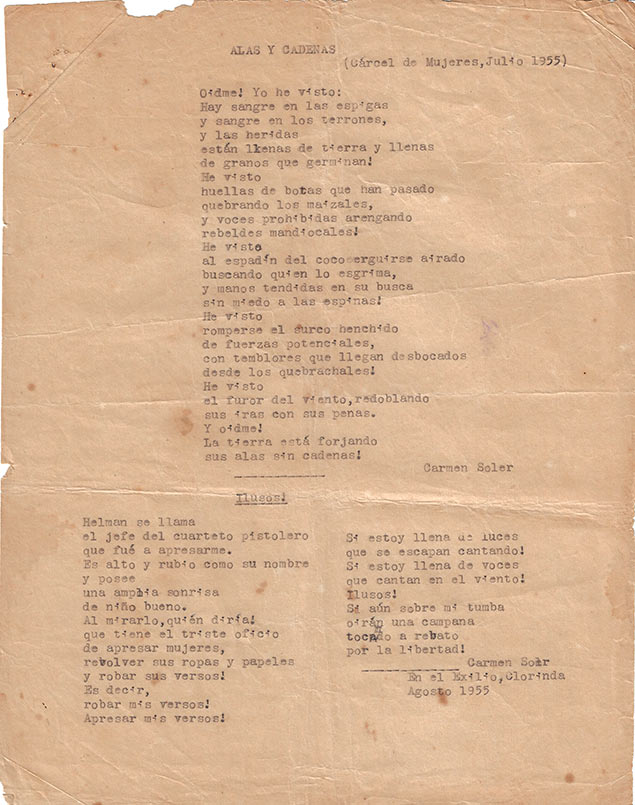 ALAS Y CADENAS
(Cárcel de Mujeres,Julio 1955)
Oidme! Yo he visto:
Hay sangre en las espigas
y sangre en los terrones,
y las heridas
están llenas de tierra y llenas
de granos que germinan!
He visto
huellas de botas que han pasado
quebrando los maizales,
y voces prohibidas arengando
rebeldes mandiocales!
He visto
al espadín del coco erguirse airado
buscando quien lo esgrima,
y manos tendidas en su busca
sin miedo a las espinas!
He visto
romperse el surco henchido
de fuerzas potenciales,
con temblores que llegan desbocados
desde los quebrachales!
He visto
el furor del viento,redoblando
sus iras con sus penas.
Y oidme!
La tierra está forjando
sus alas sin cadenas!
Carmen Soler
Ilusos!
Helman se llama
el jefe del cuarteto pistolero
que fué a apresarme.
Es alto y rubio como su nombre
y posee
una amplia sonrisa
de niño bueno.
Al mirarlo,quién diría!
que tiene el triste oficio
de apresar mujeres,
revolver sus ropas y papeles
y robar sus versos!
Es decir,
robar mis versos!
Apresar mis versos!
Si estoy llena de luces
que se escapan cantando!
Si estoy llena de voces
que cantan en el viento!
Ilusos!
Si aún sobre mi tumba
oirán una campana
tocando a rebato
por la libertad!
Carmen Soler
En el Exilio,Clorinda
Agosto 1955